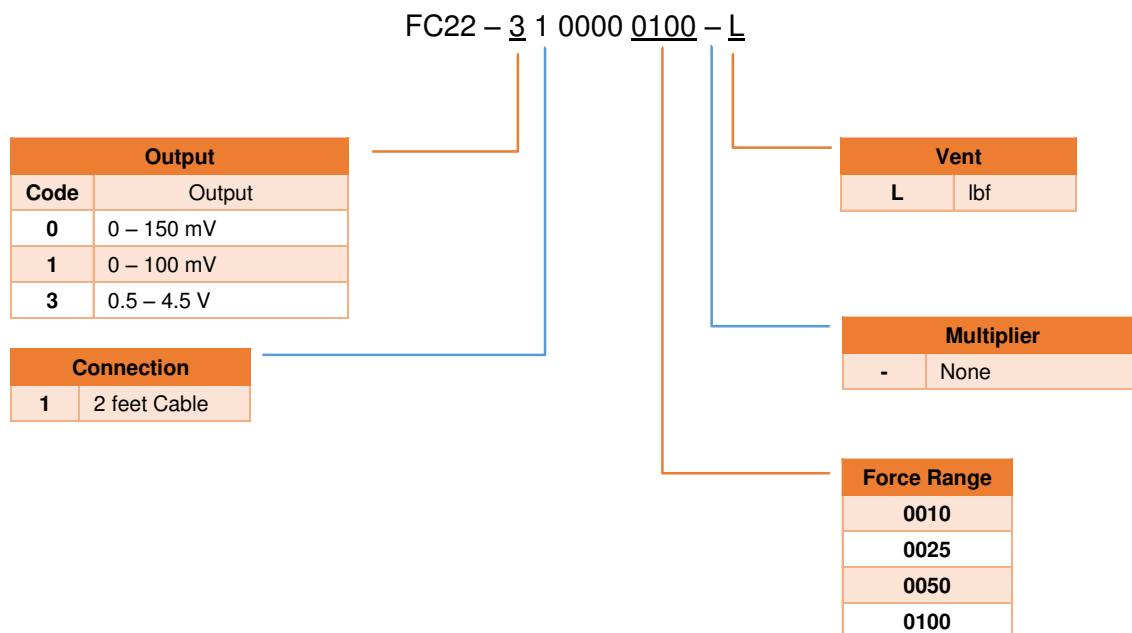 FC22 – 3 1 0000 0100 – L
Output
Code Output
0 0 – 150 mV
1 0 – 100 mV
3 0.5 – 4.5 V
Connection
1 2 feet Cable
Vent
L lbf
Multiplier
- None
Force Range
0010
0025
0050
0100